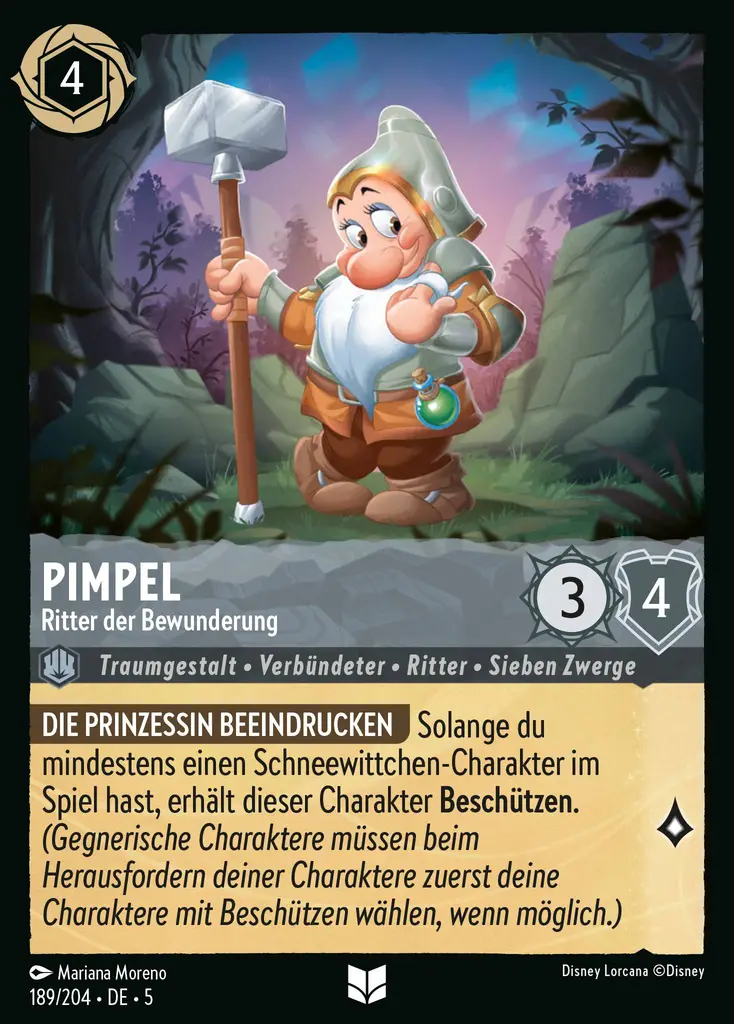 4
PIMPEL
Ritter der Bewunderung
3
4
Traumgestalt • Verbündeter • Ritter • Sieben Zwerge
DIE PRINZESSIN BEEINDRUCKEN Solange du
mindestens einen Schneewittchen-Charakter im
Spiel hast, erhält dieser Charakter Beschützen.
(Gegnerische Charaktere müssen beim
Herausfordern deiner Charaktere zuerst deine
Charaktere mit Beschützen wählen, wenn möglich.)
Mariana Moreno
Disney Lorcana ©Disney
189/204 • DE • 5